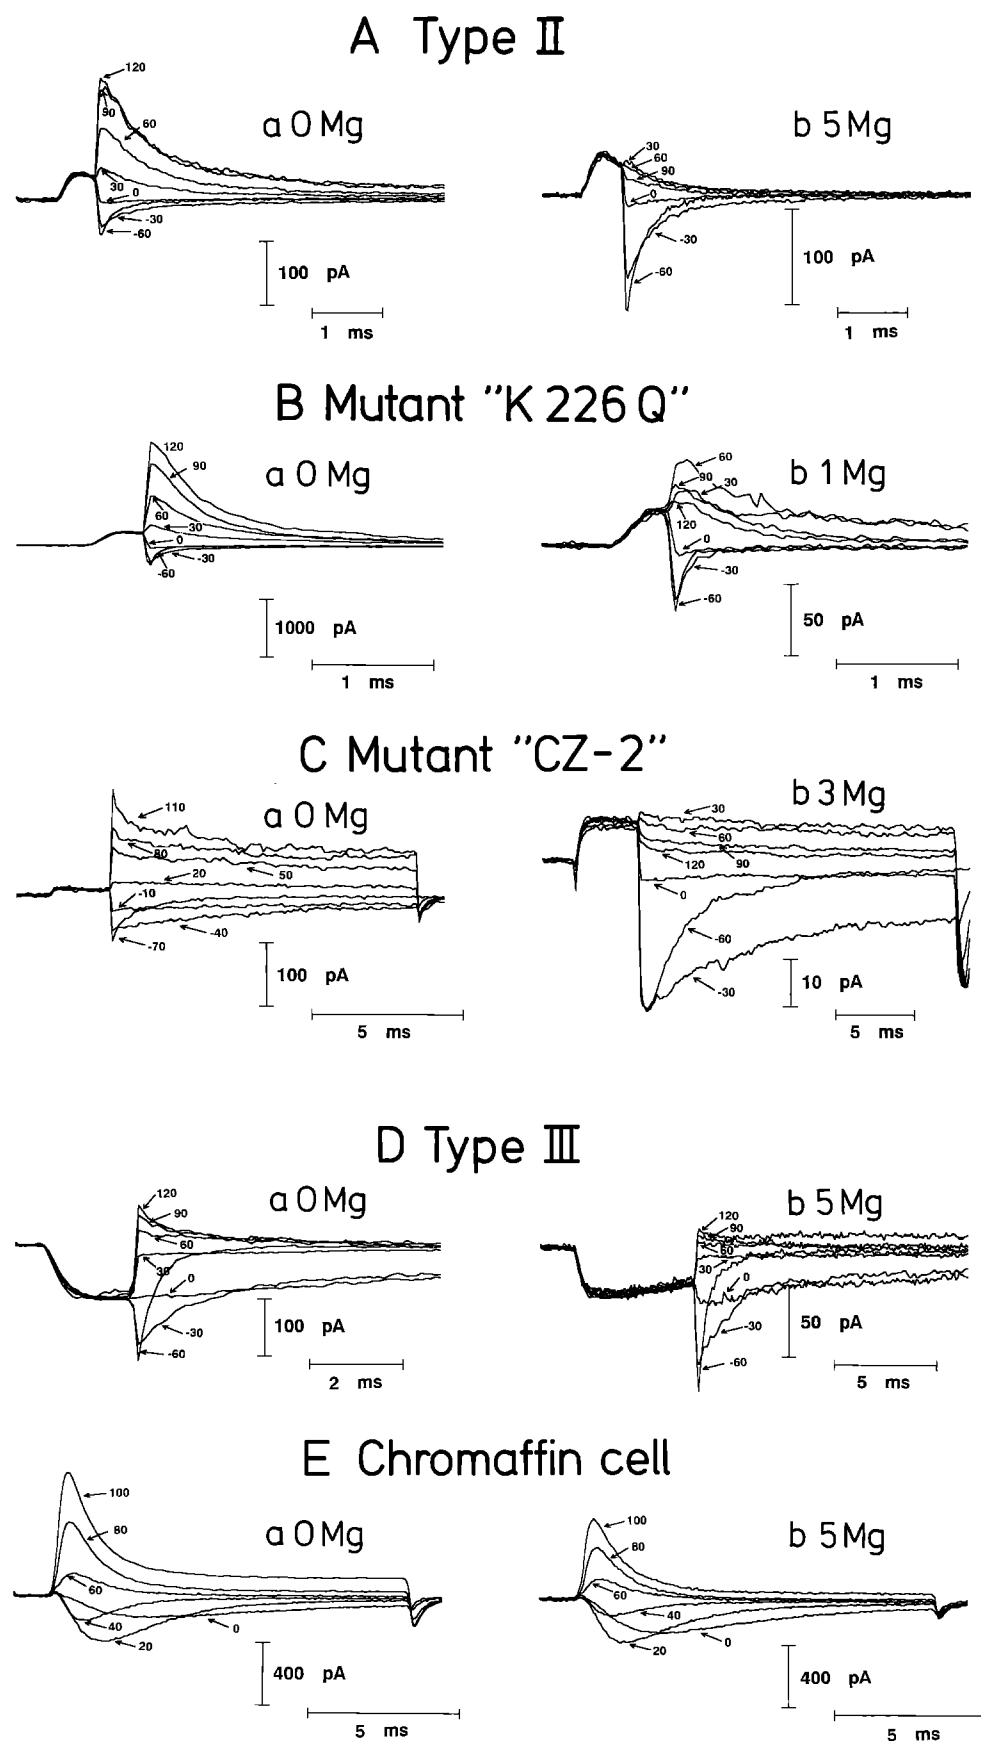 A Type II
a 0 Mg
120
90
60
30
0
-30
-60
100 pA
1 ms
b 5 Mg
30
60
90
0
-30
-60
100 pA
1 ms
B Mutant "K 226 Q"
a 0 Mg
120
90
60
30
0
-30
-60
1000 pA
1 ms
b 1 Mg
60
90
30
120
0
-30
-60
50 pA
1 ms
C Mutant "CZ-2"
a 0 Mg
110
80
50
20
-10
-40
-70
100 pA
5 ms
b 3 Mg
30
60
90
120
0
-60
-30
10 pA
5 ms
D Type III
a 0 Mg
120
90
60
30
0
-30
-60
100 pA
2 ms
b 5 Mg
120
90
60
30
0
-30
-60
50 pA
5 ms
E Chromaffin cell
a 0 Mg
100
80
60
40
0
20
400 pA
5 ms
b 5 Mg
100
80
60
40
0
20
400 pA
5 ms